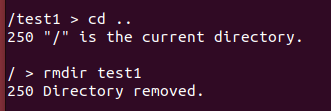 /test1 > cd ..
250 "/" is the current directory.
/ > rmdir test1
250 Directory removed.